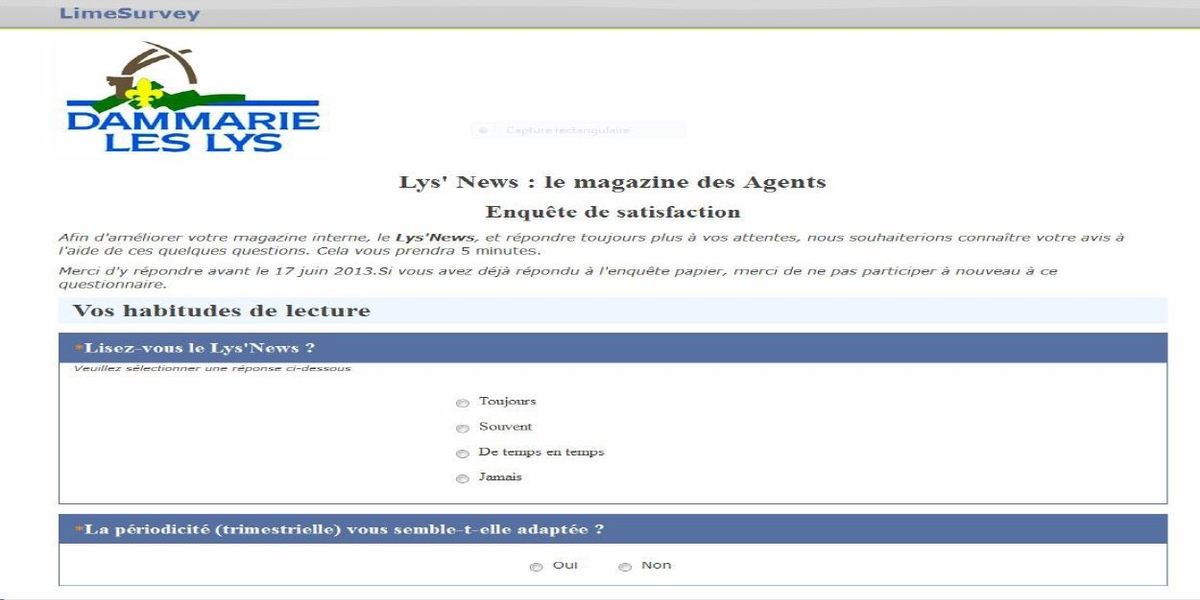 LimeSurvey
DAMMARIE
LES LYS
Capture rectangulaire
Lys' News : le magazine des Agents
Enquête de satisfaction
Afin d'améliorer votre magazine interne, le Lys'News, et répondre toujours plus à vos attentes, nous souhaiterions connaître votre avis à
l'aide de ces quelques questions. Cela vous prendra 5 minutes.
Merci d'y répondre avant le 17 juin 2013.Si vous avez déjà répondu à l'enquête papier, merci de ne pas participer à nouveau à ce
questionnaire.
Vos habitudes de lecture
*Lisez-vous le Lys'News ?
Veuillez sélectionner une réponse ci-dessous
Toujours
Souvent
De temps en temps
Jamais
*La périodicité (trimestrielle) vous semble-t-elle adaptée ?
Oui Non